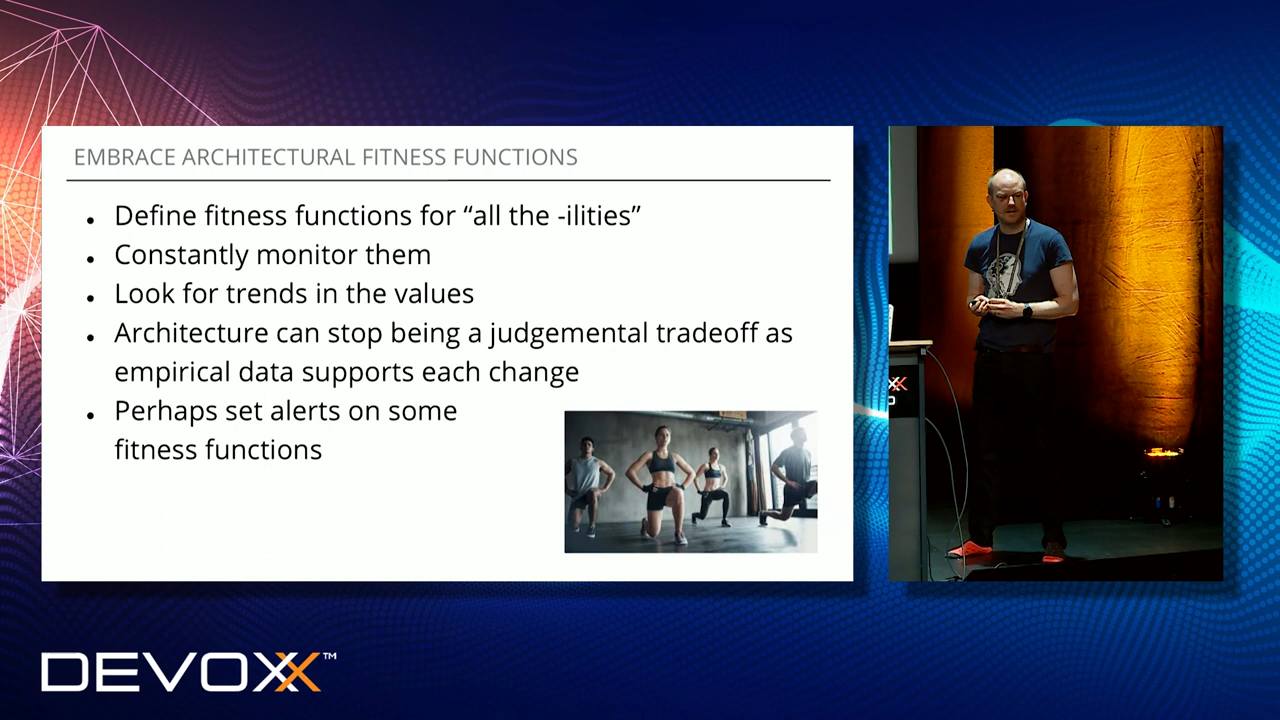 EMBRACE ARCHITECTURAL FITNESS FUNCTIONS
• Define fitness functions for “all the -ilities”
• Constantly monitor them
• Look for trends in the values
• Architecture can stop being a judgemental tradeoff as
empirical data supports each change
• Perhaps set alerts on some
fitness functions
DEVOXX™